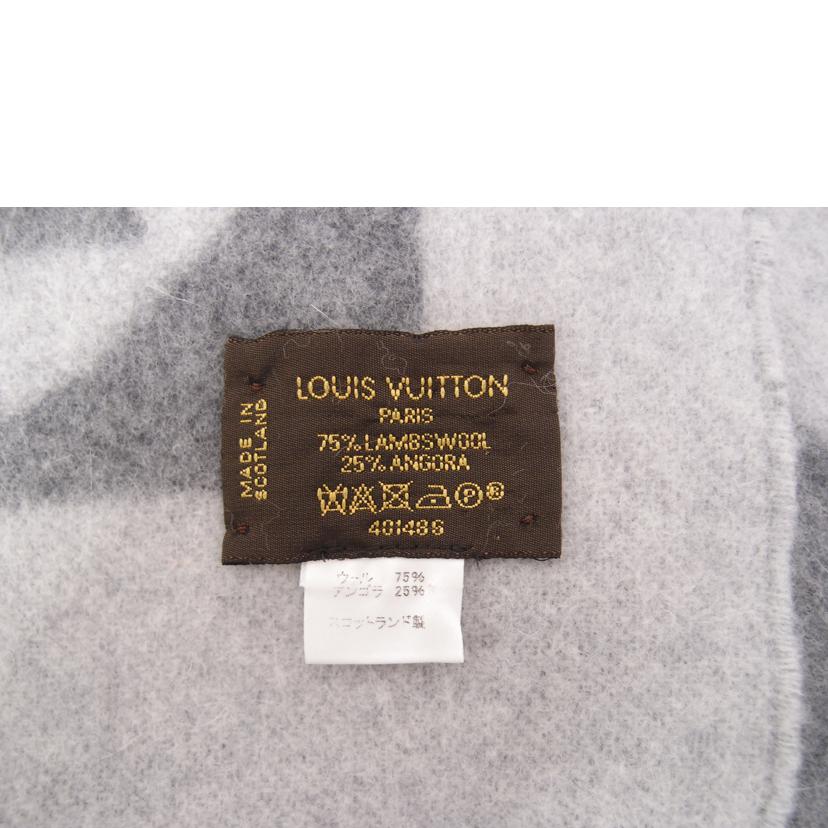 LOUIS VUITTON
PARIS
75% LAMBSWOOL
25% ANGORA
P
40148S
MADE IN
SCOTLAND
ウール 75%
アンゴラ 25%
スコットランド製